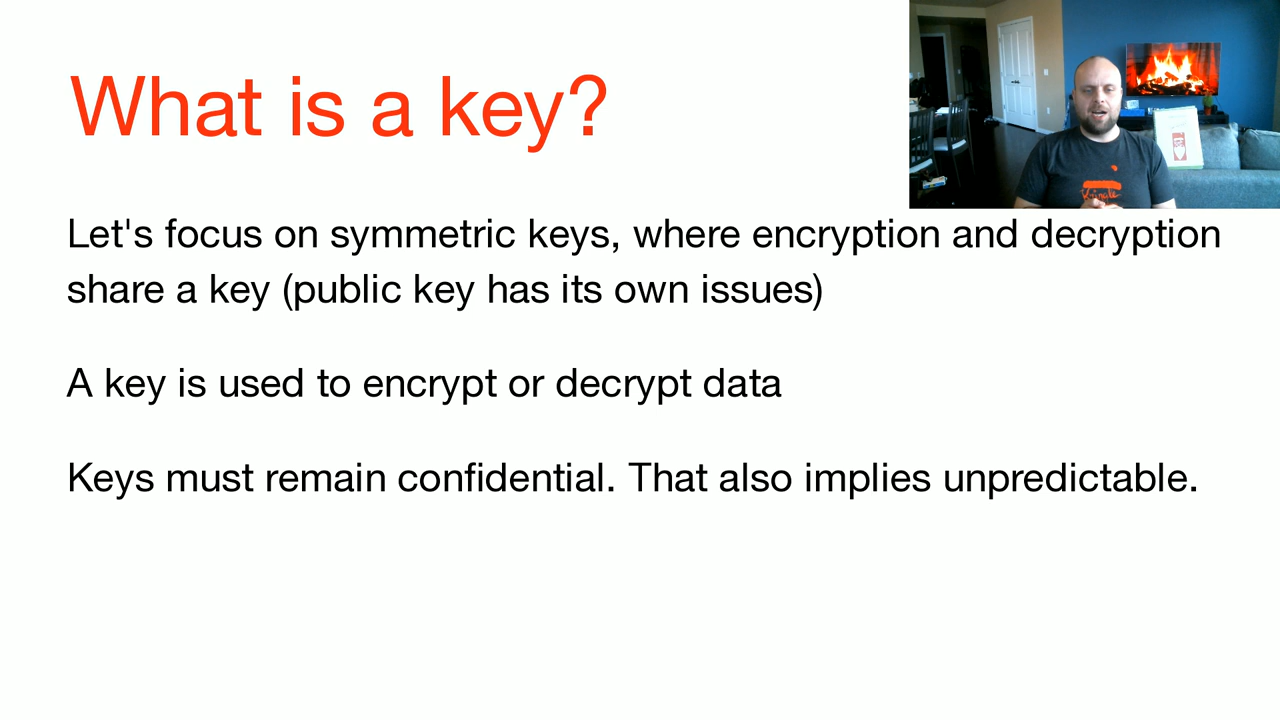 What is a key?
Let's focus on symmetric keys, where encryption and decryption
share a key (public key has its own issues)
A key is used to encrypt or decrypt data
Keys must remain confidential. That also implies unpredictable.